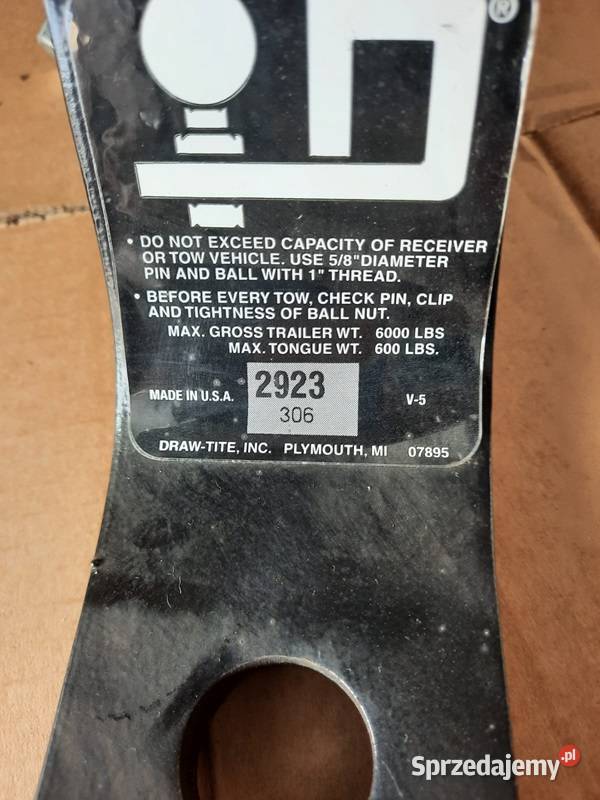 ®
• DO NOT EXCEED CAPACITY OF RECEIVER
OR TOW VEHICLE. USE 5/8"DIAMETER
PIN AND BALL WITH 1" THREAD.
• BEFORE EVERY TOW, CHECK PIN, CLIP
AND TIGHTNESS OF BALL NUT.
MAX. GROSS TRAILER WT. 6000 LBS
MAX. TONGUE WT. 600 LBS.
MADE IN U.S.A. 2923 V-5
306
DRAW-TITE, INC. PLYMOUTH, MI 07895
Sprzedajemy.pl